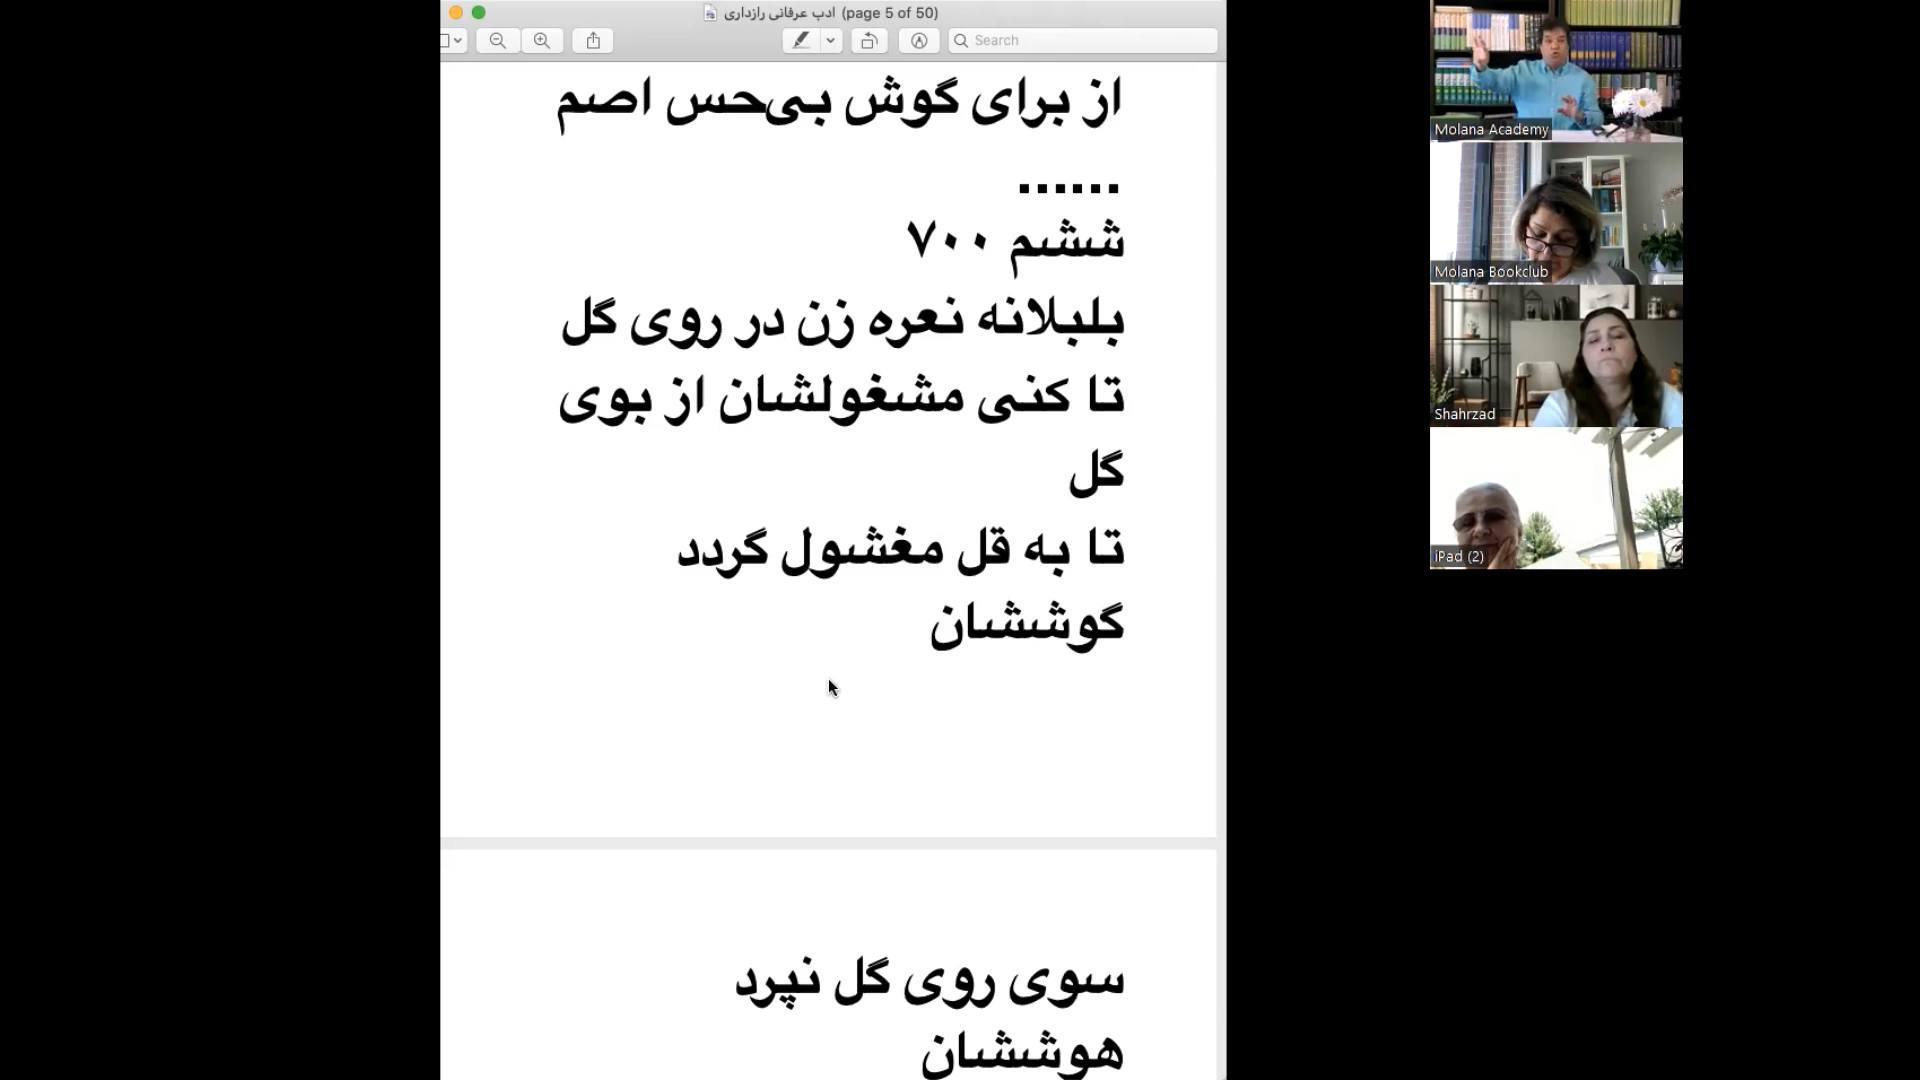 ادب عرفانی رازداری (page 5 of 50)
Search
از برای گوش بی‌حس اصم
......
ششم ۷۰۰
بلبلانه نعره زن در روی گل
تا کنی مشغولشان از بوی
گل
تا به قل مغشول گردد
گوششان
سوی روی گل نپرد
هوششان
Molana Academy
Molana Bookclub
Shahrzad
iPad (2)